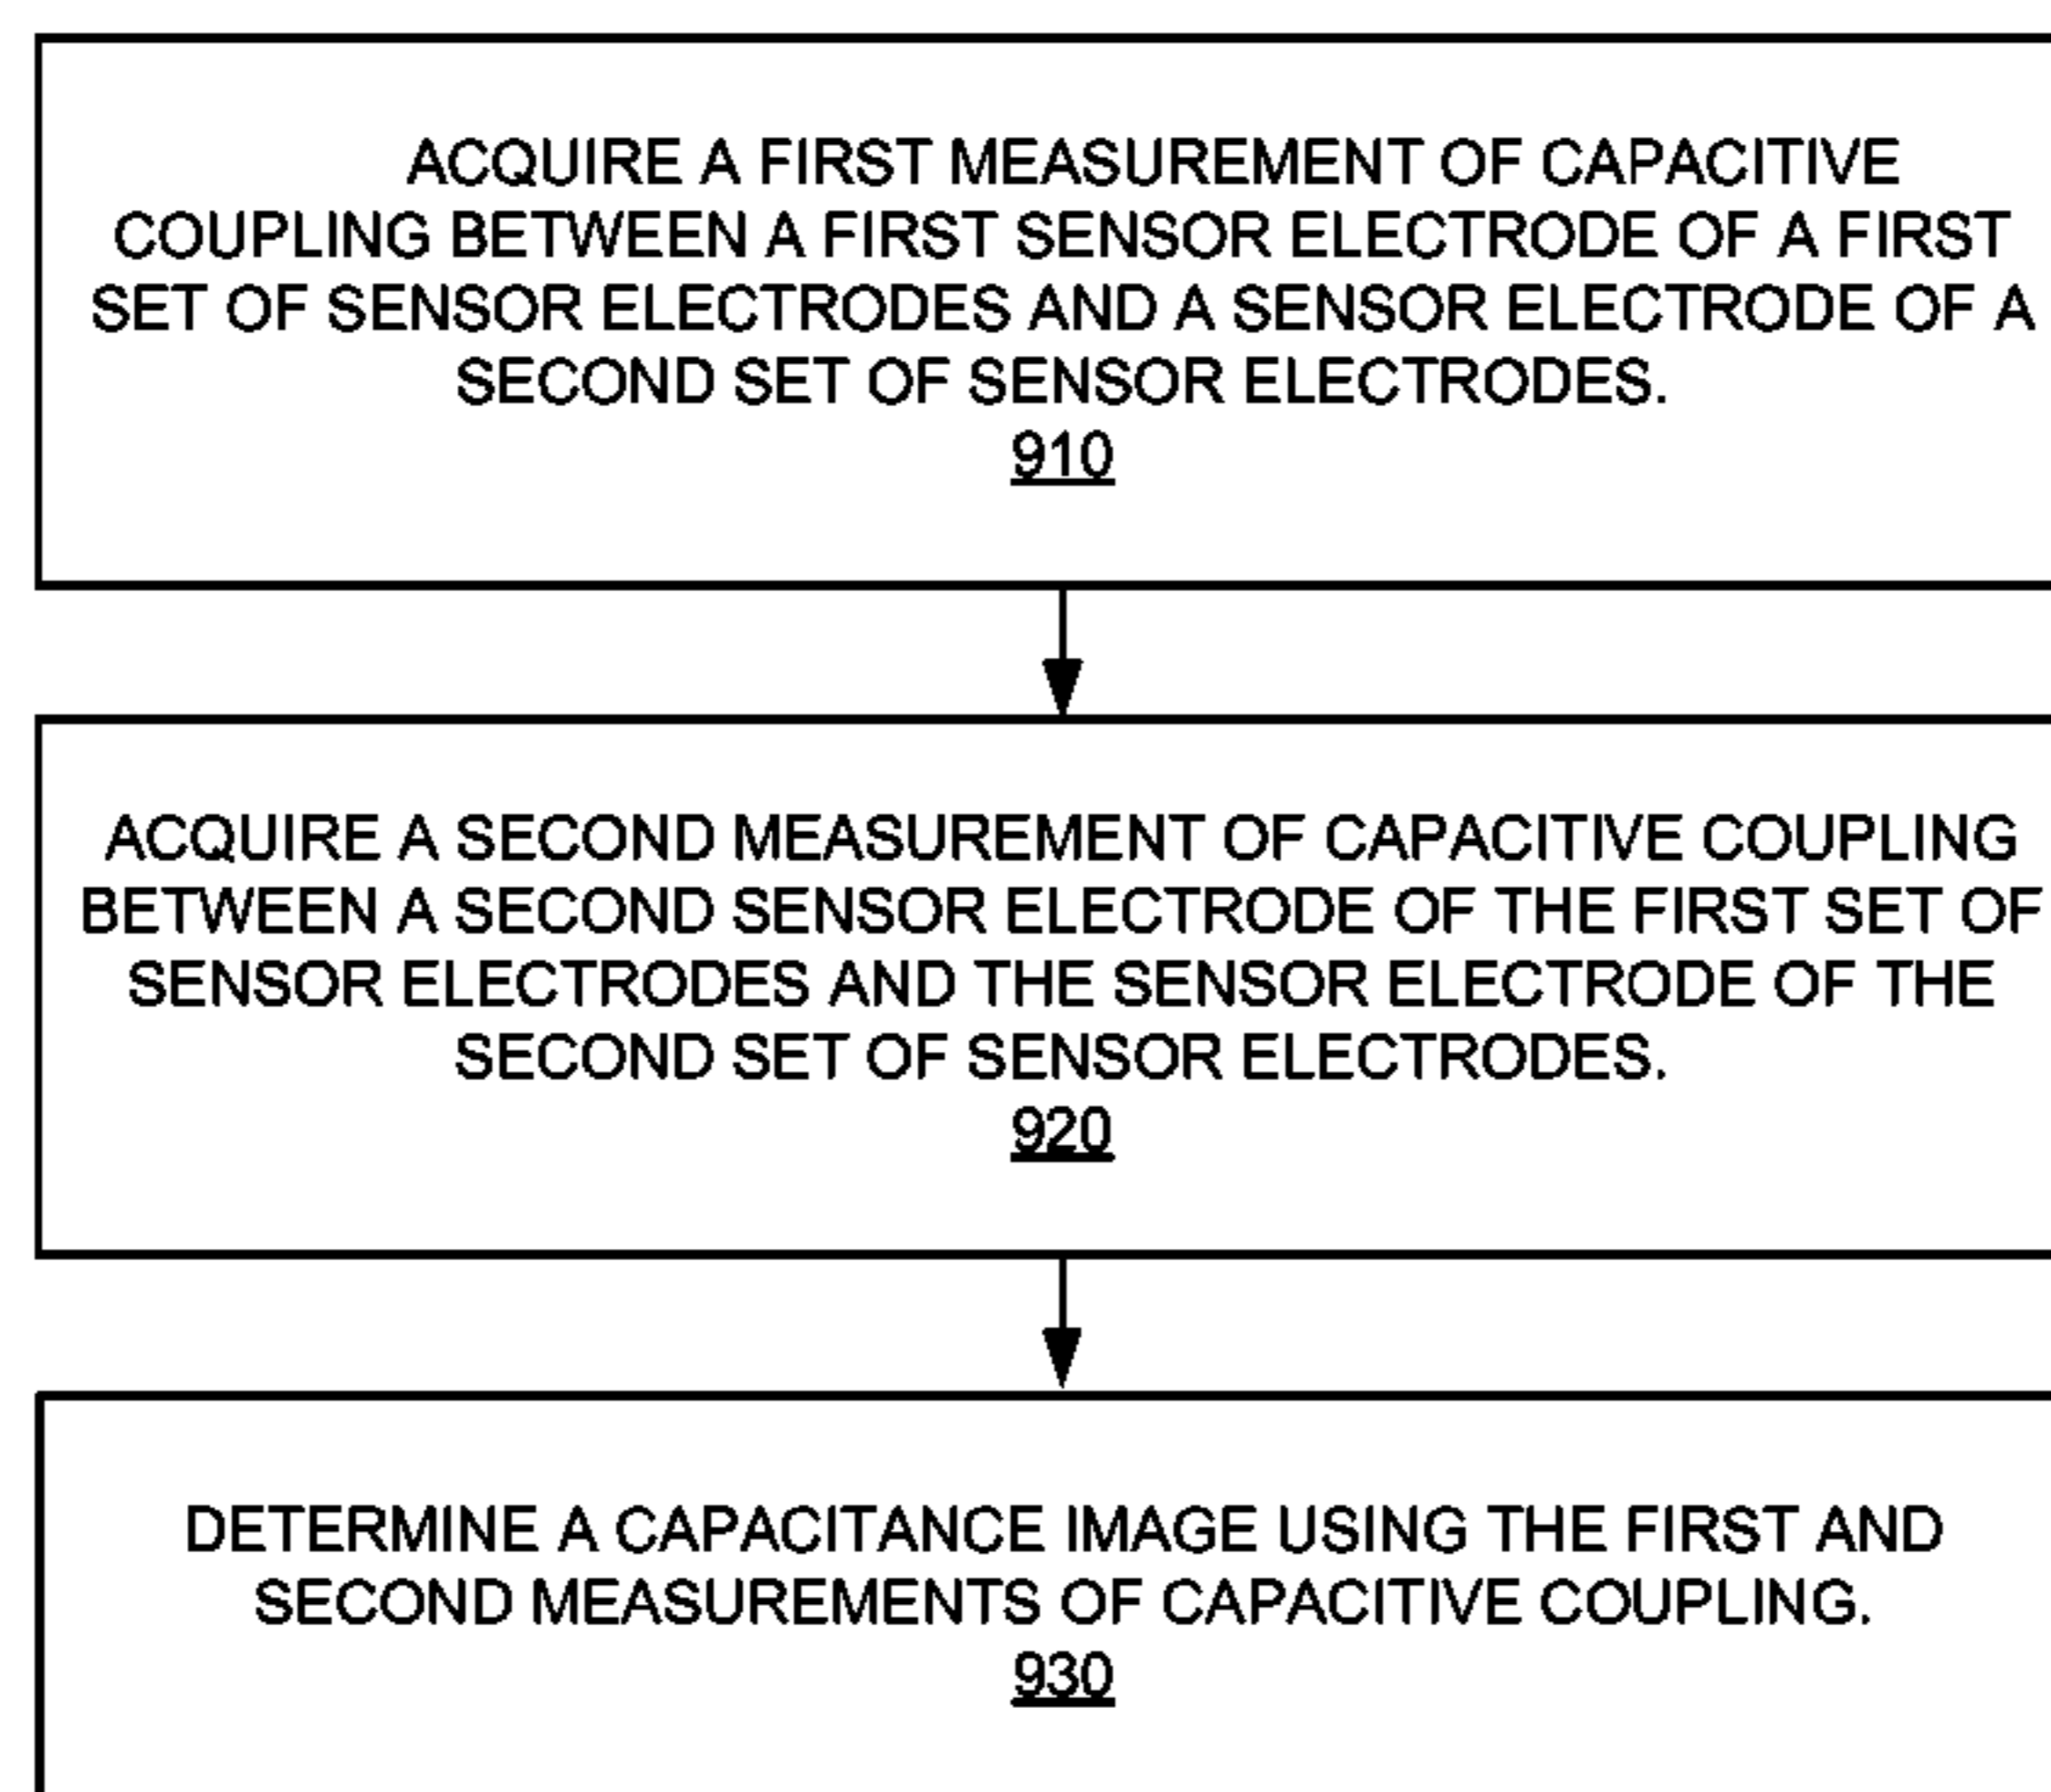 ACQUIRE A FIRST MEASUREMENT OF CAPACITIVE
COUPLING BETWEEN A FIRST SENSOR ELECTRODE OF A FIRST
SET OF SENSOR ELECTRODES AND A SENSOR ELECTRODE OF A
SECOND SET OF SENSOR ELECTRODES.
910
ACQUIRE A SECOND MEASUREMENT OF CAPACITIVE COUPLING
BETWEEN A SECOND SENSOR ELECTRODE OF THE FIRST SET OF
SENSOR ELECTRODES AND THE SENSOR ELECTRODE OF THE
SECOND SET OF SENSOR ELECTRODES.
920
DETERMINE A CAPACITANCE IMAGE USING THE FIRST AND
SECOND MEASUREMENTS OF CAPACITIVE COUPLING.
930